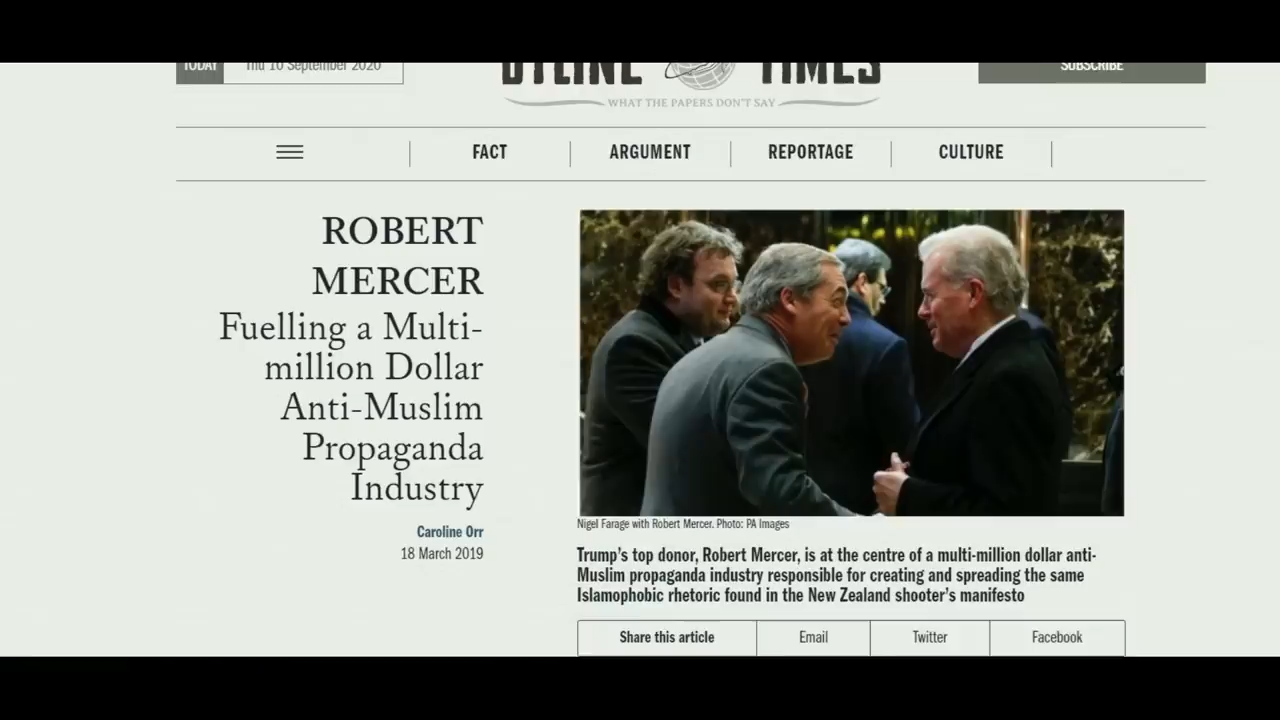 TODAY
Thu 10 September 2020
BYLINE TIMES
SUBSCRIBE
WHAT THE PAPERS DON'T SAY
FACT
ARGUMENT
REPORTAGE
CULTURE
ROBERT
MERCER
Fuelling a Multi-
million Dollar
Anti-Muslim
Propaganda
Industry
Caroline Orr
18 March 2019
Nigel Farage with Robert Mercer. Photo: PA Images
Trump's top donor, Robert Mercer, is at the centre of a multi-million dollar anti-
Muslim propaganda industry responsible for creating and spreading the same
Islamophobic rhetoric found in the New Zealand shooter's manifesto
Share this article
Email
Twitter
Facebook